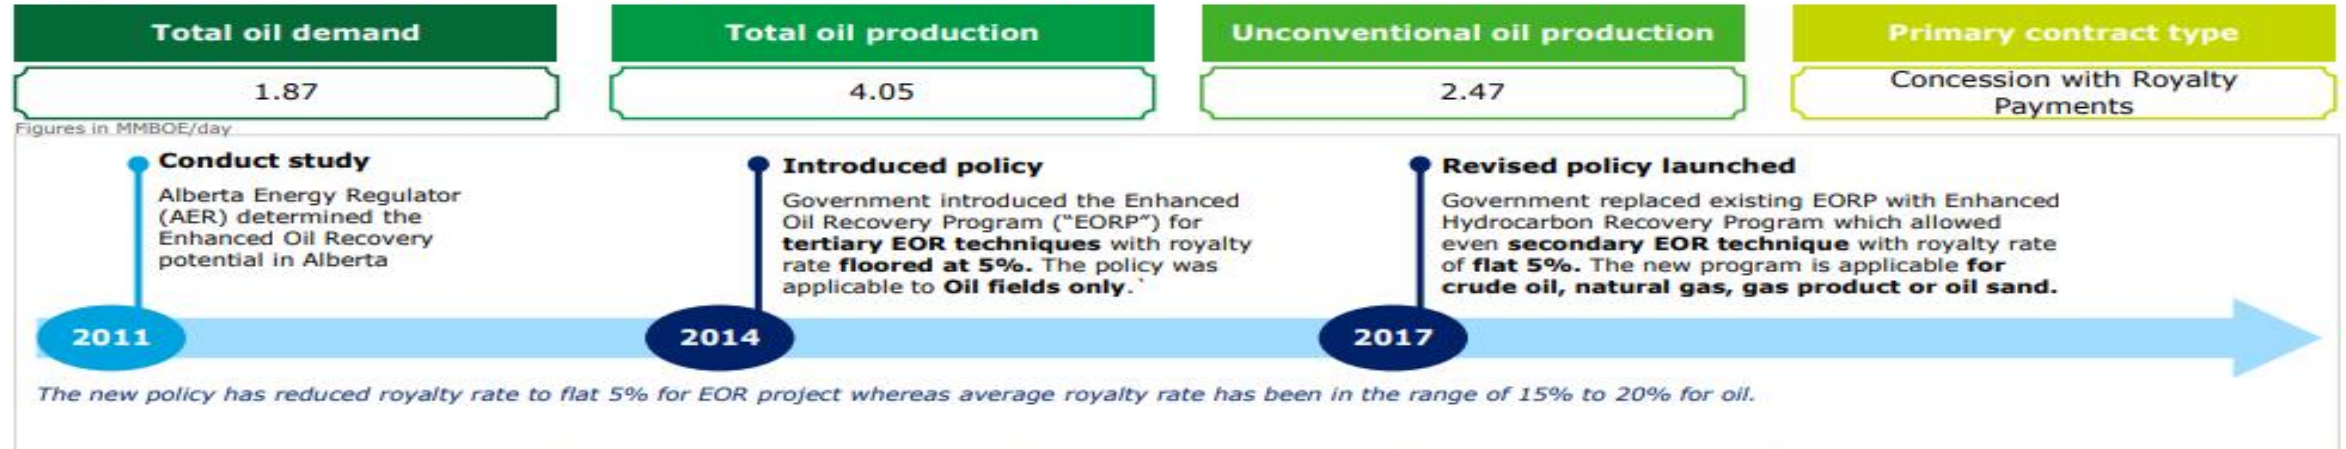 Total oil demand
Total oil production
Unconventional oil production
Primary contract type
1.87
4.05
2.47
Concession with Royalty
Payments
Figures in MMBOE/day
Conduct study
Alberta Energy Regulator
(AER) determined the
Enhanced Oil Recovery
potential in Alberta
Introduced policy
Government introduced the Enhanced
Oil Recovery Program ("EORP") for
tertiary EOR techniques with royalty
rate floored at 5%. The policy was
applicable to Oil fields only.`
Revised policy launched
Government replaced existing EORP with Enhanced
Hydrocarbon Recovery Program which allowed
even secondary EOR technique with royalty rate
of flat 5%. The new program is applicable for
crude oil, natural gas, gas product or oil sand.
2011
2014
2017
The new policy has reduced royalty rate to flat 5% for EOR project whereas average royalty rate has been in the range of 15% to 20% for oil.